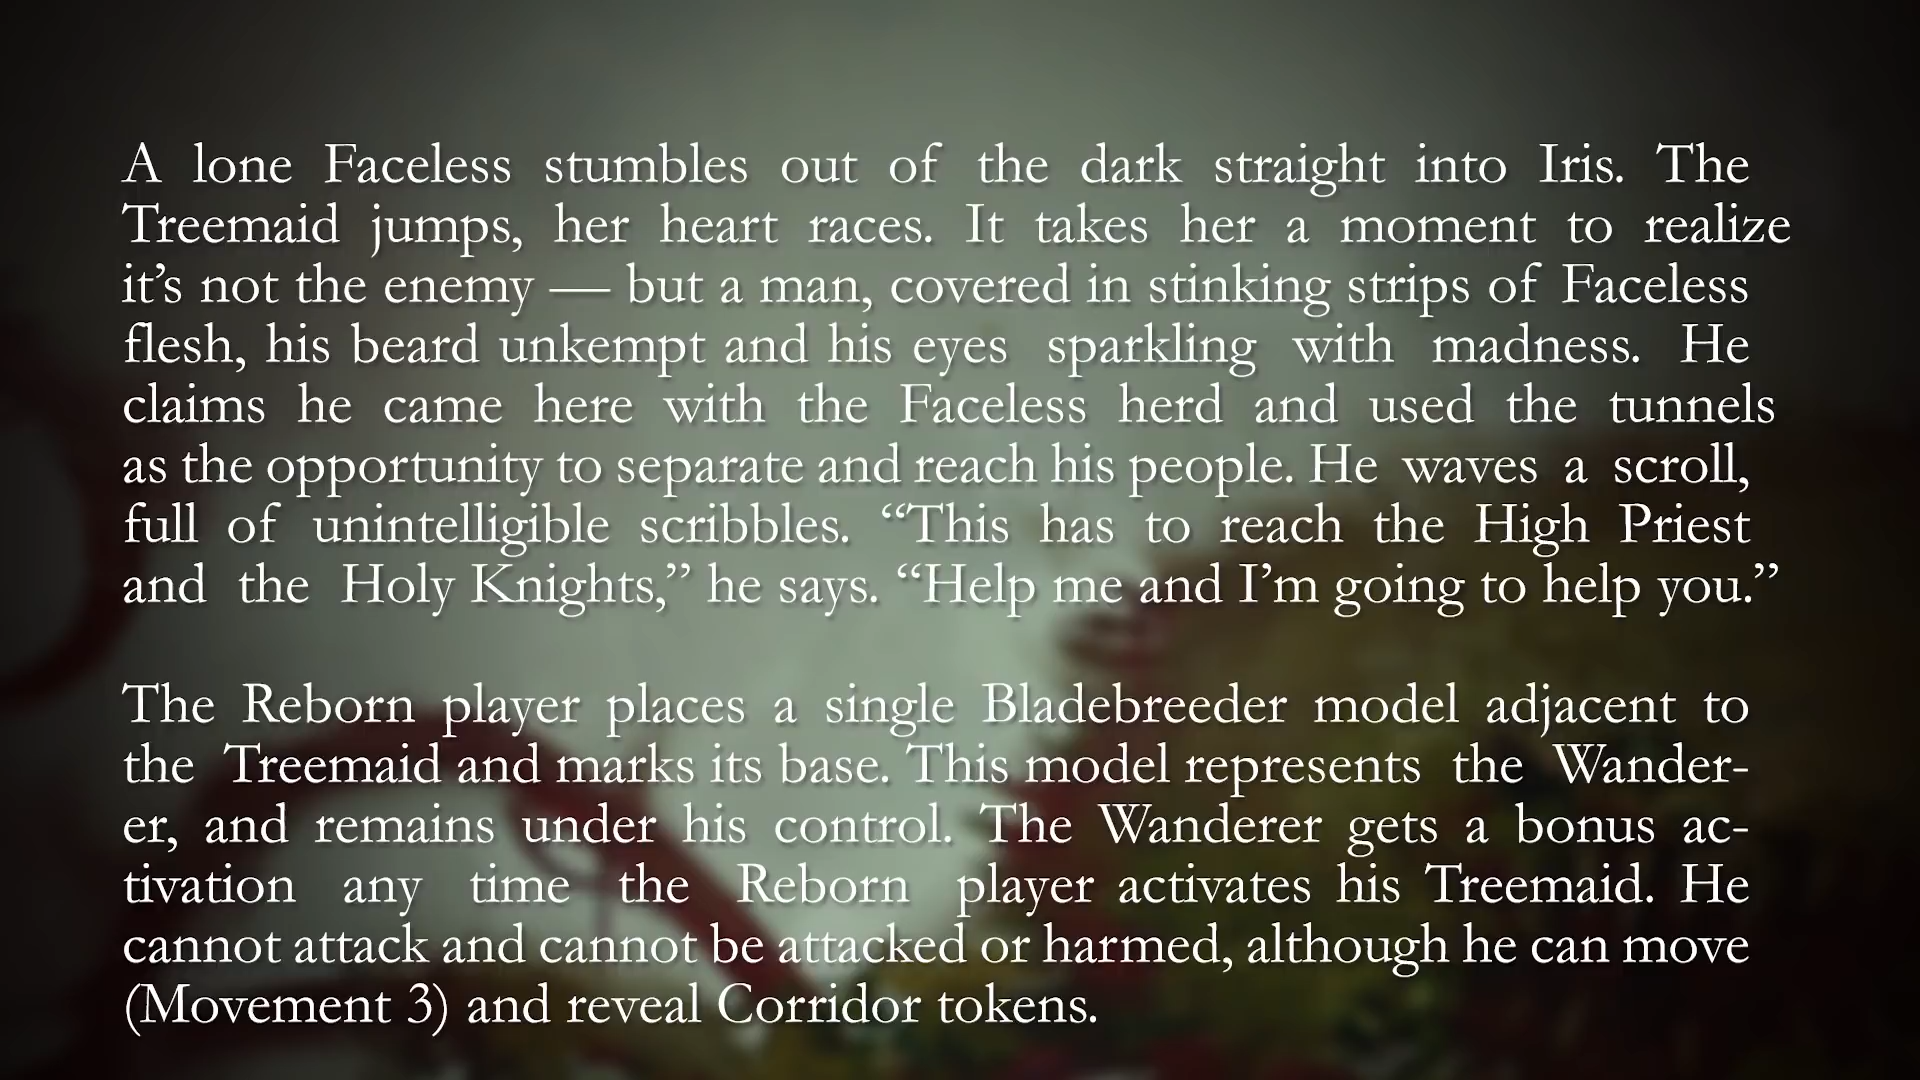 A lone Faceless stumbles out of the dark straight into Iris. The
Treemaid jumps, her heart races. It takes her a moment to realize
it’s not the enemy — but a man, covered in stinking strips of Faceless
flesh, his beard unkempt and his eyes sparkling with madness. He
claims he came here with the Faceless herd and used the tunnels
as the opportunity to separate and reach his people. He waves a scroll,
full of unintelligible scribbles. “This has to reach the High Priest
and the Holy Knights,” he says. “Help me and I’m going to help you.”
The Reborn player places a single Bladebreeder model adjacent to
the Treemaid and marks its base. This model represents the Wander-
er, and remains under his control. The Wanderer gets a bonus ac-
tivation any time the Reborn player activates his Treemaid. He
cannot attack and cannot be attacked or harmed, although he can move
(Movement 3) and reveal Corridor tokens.